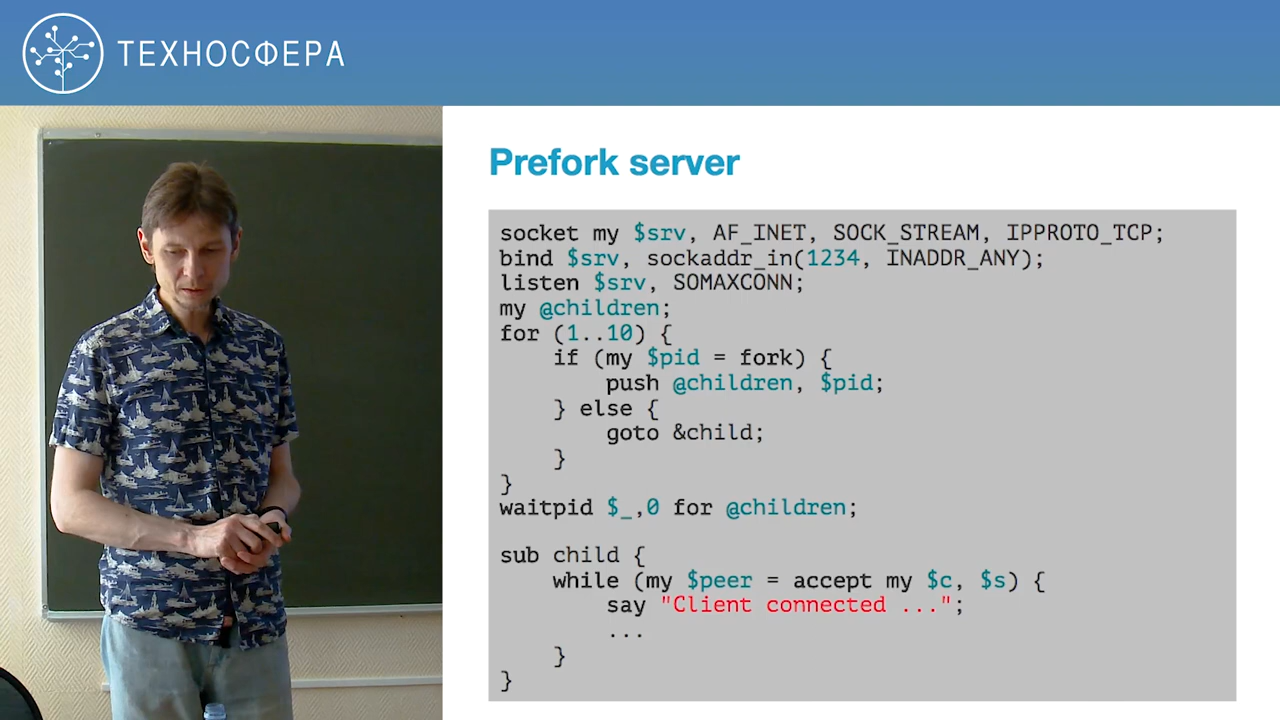 ТЕХНОСФЕРА
Prefork server
socket my $srv, AF_INET, SOCK_STREAM, IPPROTO_TCP;
bind $srv, sockaddr_in(1234, INADDR_ANY);
listen $srv, SOMAXCONN;
my @children;
for (1..10) {
    if (my $pid = fork) {
        push @children, $pid;
    } else {
        goto &child;
    }
}
waitpid $_,0 for @children;
sub child {
    while (my $peer = accept my $c, $s) {
        say "Client connected ...";
        ...
    }
}